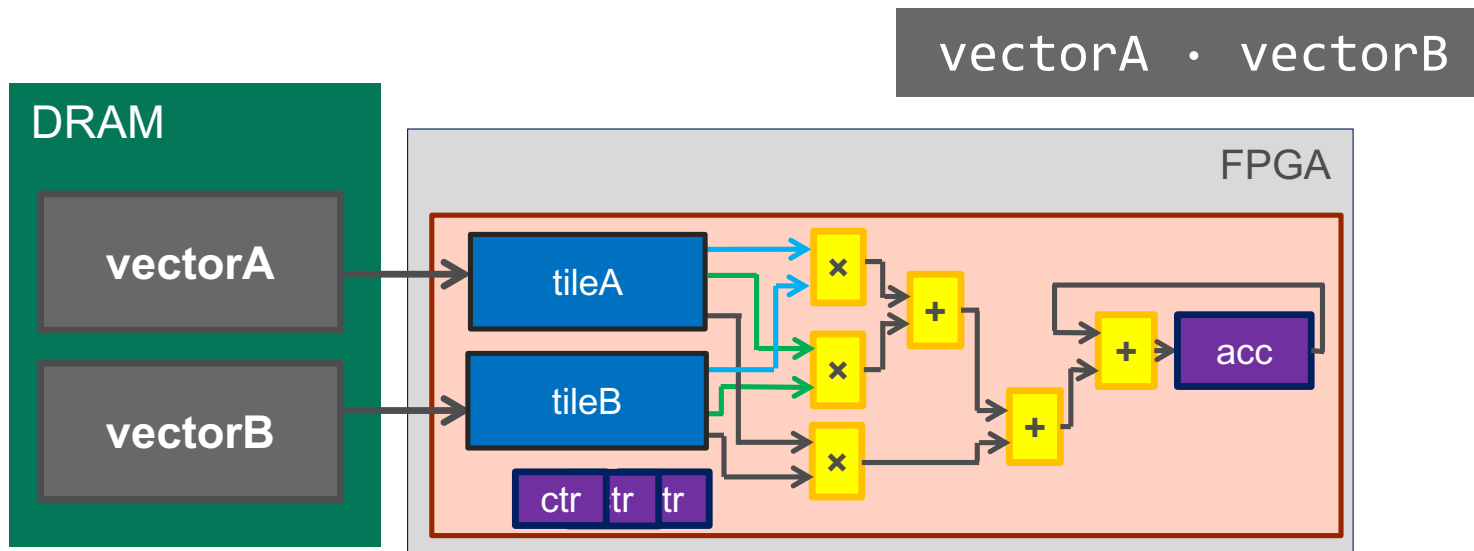 vectorA · vectorB
DRAM
FPGA
vectorA
tileA
×
+
×
+
acc
vectorB
tileB
+
×
ctr
tr
tr